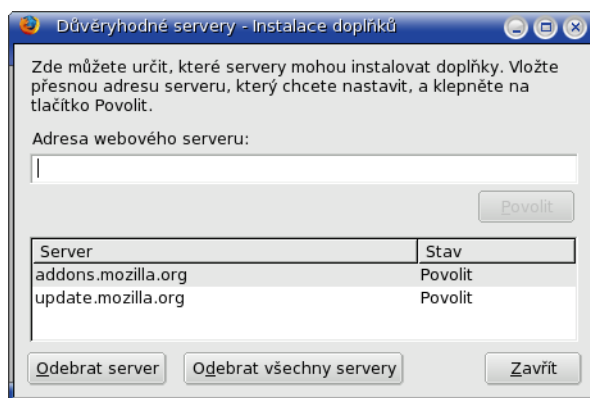 Důvěryhodné servery - Instalace doplňků
Zde můžete určit, které servery mohou instalovat doplňky. Vložte
přesnou adresu serveru, který chcete nastavit, a klepněte na
tlačítko Povolit.
Adresa webového serveru:
Povolit
Server Stav
addons.mozilla.org Povolit
update.mozilla.org Povolit
Odebrat server Odebrat všechny servery Zavřít